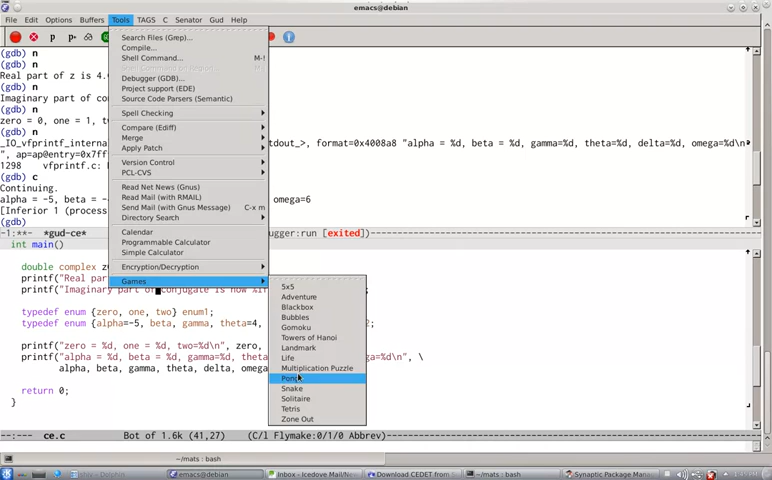 emacs@debian
File Edit Options Buffers Tools TAGS C Senator Gud Help
(gdb) n
(gdb) n
Real part of z is 4.
(gdb) n
Imaginary part of co
(gdb) n
zero = 0, one = 1, tw
(gdb) n
_IO_vfprintf_interna
tdout_>, format=0x4008a8 "alpha = %d, beta = %d, gamma=%d, theta=%d, delta=%d, omega=%d\n"
", ap=ap@entry=0x7ff
1298 vfprintf.c:
(gdb) c
Continuing.
alpha = -5, beta = -
omega=6
[Inferior 1 (process
(gdb)
-1:**- *gud-ce*
ugger:run [exited])
Search Files (Grep)...
Compile...
Shell Command... M-!
Debugger (GDB)...
Project support (EDE)
Source Code Parsers (Semantic)
Spell Checking
Compare (Ediff)
Merge
Apply Patch
Version Control
PCL-CVS
Read Net News (Gnus)
Read Mail (with RMAIL)
Send Mail (with Gnus Message) C-x m
Directory Search
Calendar
Programmable Calculator
Simple Calculator
Encryption/Decryption
Games
5x5
Adventure
Blackbox
Bubbles
Gomoku
Towers of Hanoi
Landmark
Life
Multiplication Puzzle
Pong
Snake
Solitaire
Tetris
Zone Out
int main()
double complex z
printf("Real par
printf("Imaginary part of conjugate is now %lf
typedef enum {zero, one, two} enum1;
typedef enum {alpha=-5, beta, gamma, theta=4,
printf("zero = %d, one = %d, two=%d\n", zero,
printf("alpha = %d, beta = %d, gamma=%d, theta
ga=%d\n", \
alpha, beta, gamma, theta, delta, omega
return 0;
}
--:--- ce.c Bot of 1.6k (41,27) (C/l Flymake:0/1/0 Abbrev)
~/mats : bash
emacs@debian
Inbox - Icedove Mail/Ne
Download CEDET from S
~/mats : bash
Synaptic Package Man